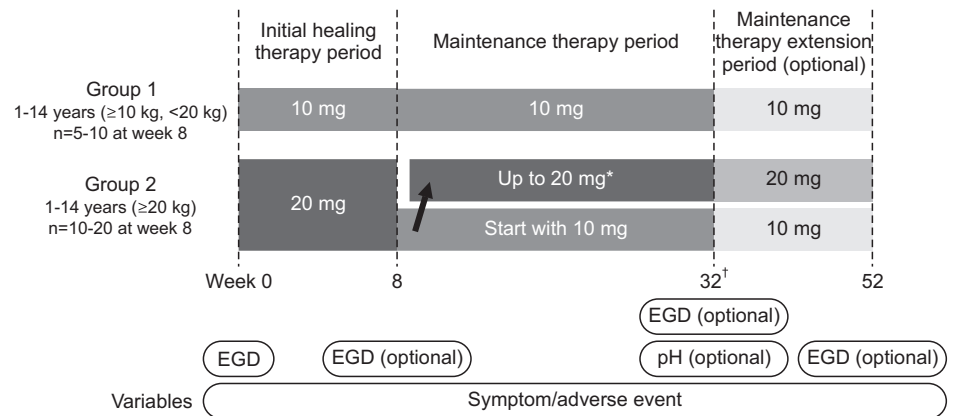 Initial healing
therapy period
Maintenance therapy period
Maintenance
therapy extension
period (optional)
Group 1
1-14 years (≥10 kg, <20 kg)
n=5-10 at week 8
10 mg
10 mg
10 mg
Group 2
1-14 years (≥20 kg)
n=10-20 at week 8
20 mg
Up to 20 mg*
20 mg
Start with 10 mg
10 mg
Week 0
8
32†
52
EGD (optional)
EGD
EGD (optional)
pH (optional)
EGD (optional)
Variables
Symptom/adverse event